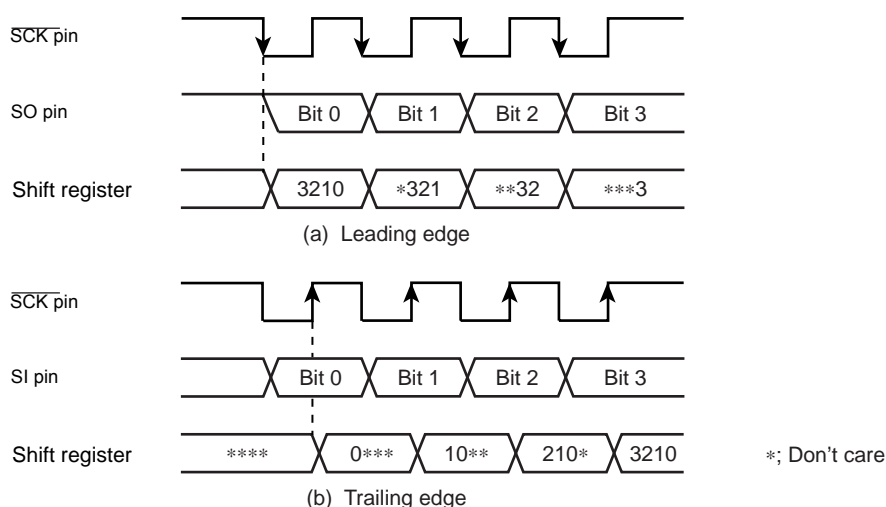 SCK pin
SO pin
Bit 0 Bit 1 Bit 2 Bit 3
Shift register
3210 *321 **32 ***3
(a) Leading edge
SCK pin
SI pin
Bit 0 Bit 1 Bit 2 Bit 3
Shift register
**** 0*** 10** 210* 3210
*; Don't care
(b) Trailing edge